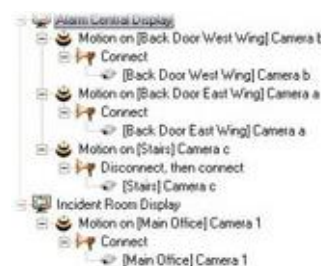 Alarm Central Display
Motion on [Back Door West Wing] Camera b
Connect
[Back Door West Wing] Camera b
Motion on [Back Door East Wing] Camera a
Connect
[Back Door East Wing] Camera a
Motion on [Stairs] Camera c
Disconnect, then connect
[Stairs] Camera c
Incident Room Display
Motion on [Main Office] Camera 1
Connect
[Main Office] Camera 1